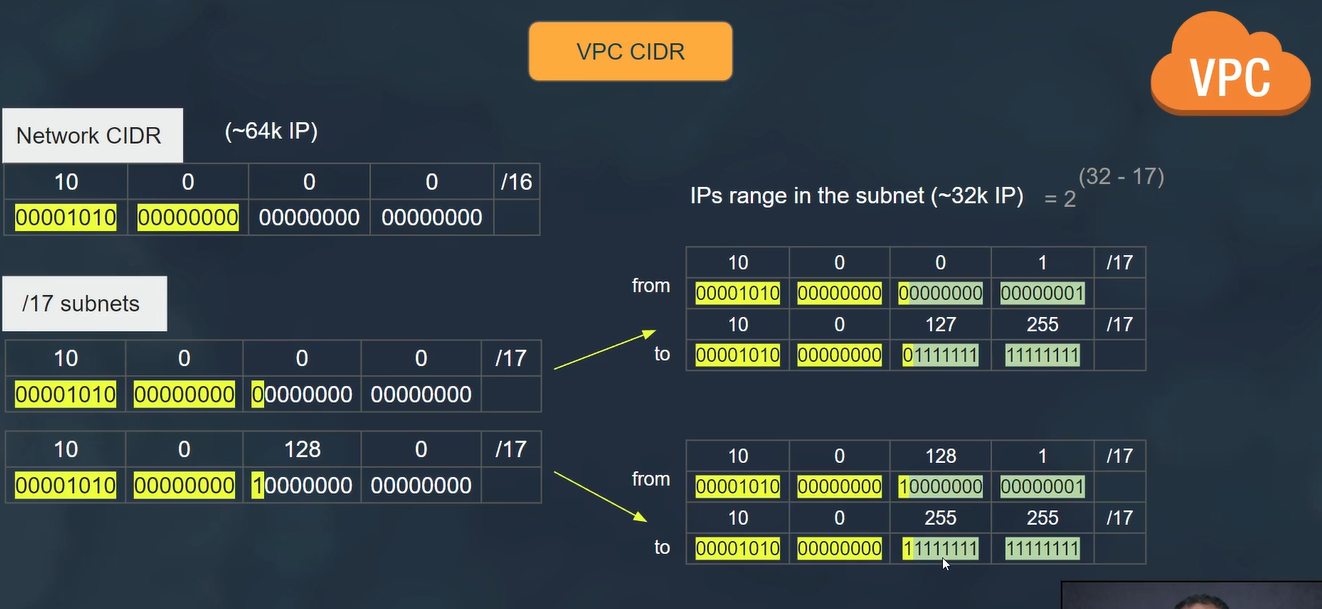 VPC CIDR
VPC
Network CIDR
(~64k IP)
10 0 0 0 /16
00001010 00000000 00000000 00000000
/17 subnets
10 0 0 0 /17
00001010 00000000 00000000 00000000
10 0 128 0 /17
00001010 00000000 10000000 00000000
IPs range in the subnet (~32k IP) = 2 (32 - 17)
from
10 0 0 1 /17
00001010 00000000 00000000 00000001
to
10 0 127 255 /17
00001010 00000000 01111111 11111111
from
10 0 128 1 /17
00001010 00000000 10000000 00000001
to
10 0 255 255 /17
00001010 00000000 11111111 11111111